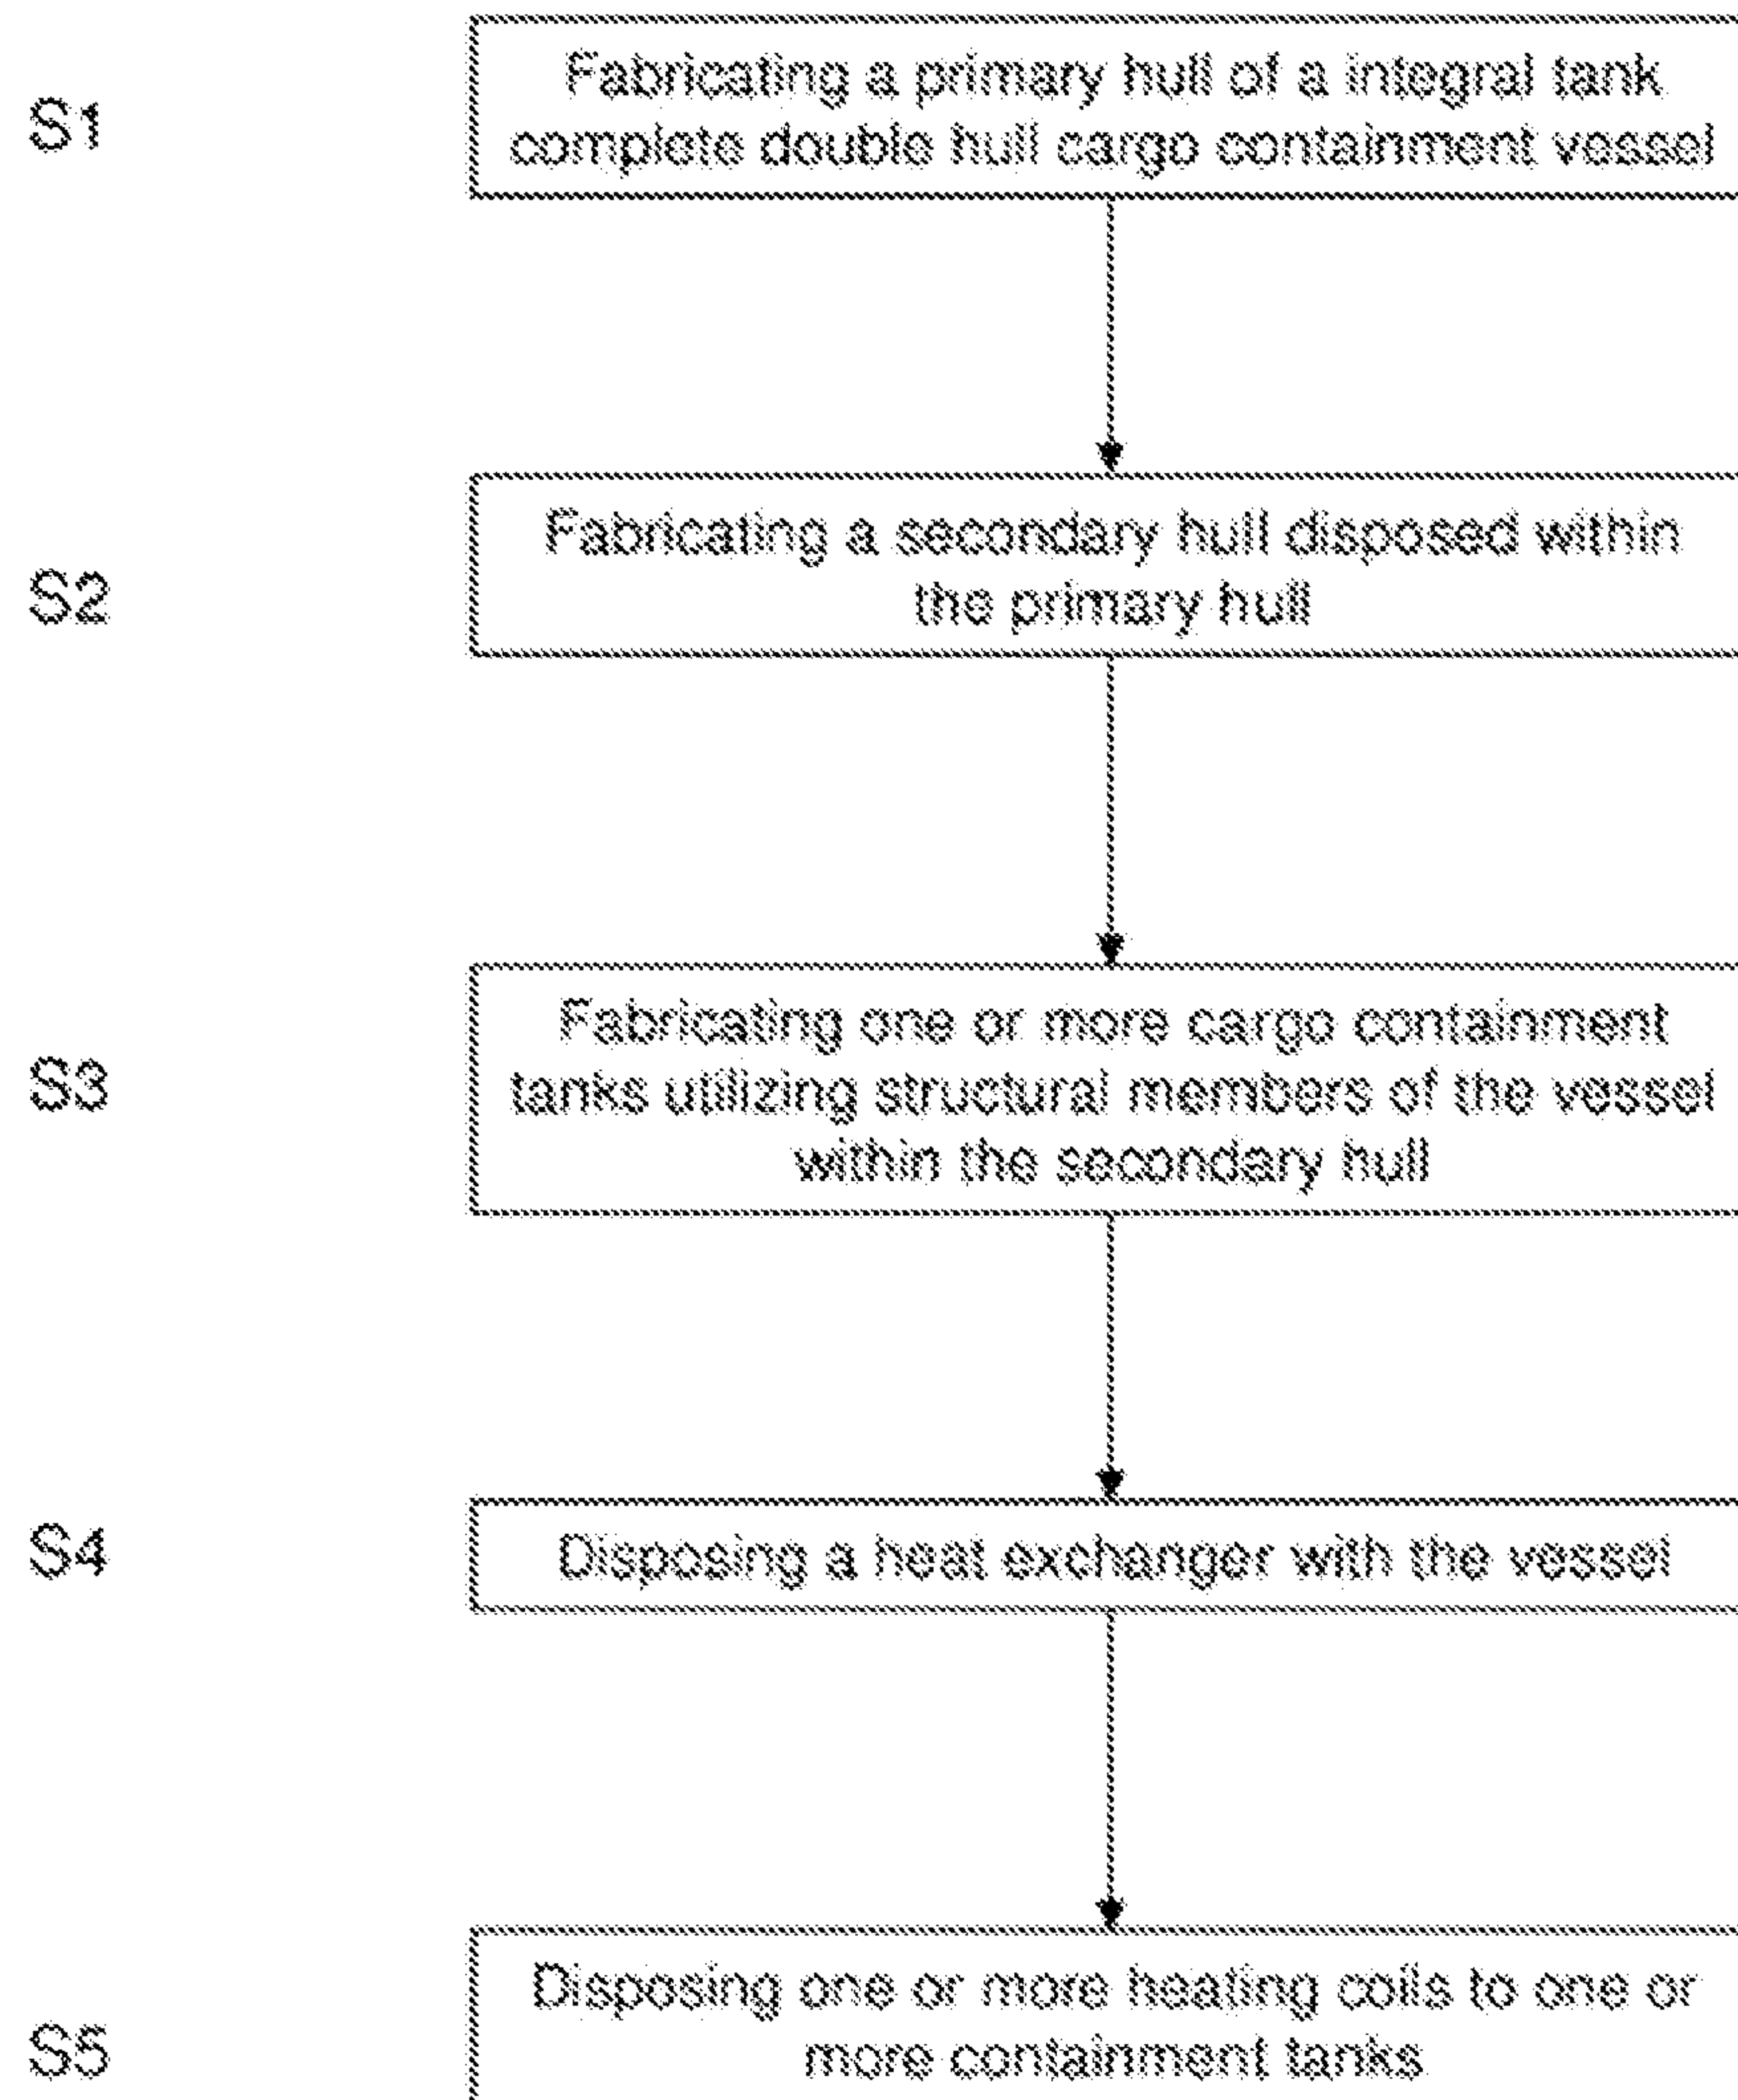 S1
Fabricating a primary hull of a integral tank
complete double hull cargo containment vessel
S2
Fabricating a secondary hull disposed within
the primary hull
S3
Fabricating one or more cargo containment
tanks utilizing structural members of the vessel
within the secondary hull
S4
Disposing a heat exchanger with the vessel
S5
Disposing one or more heating coils to one or
more containment tanks